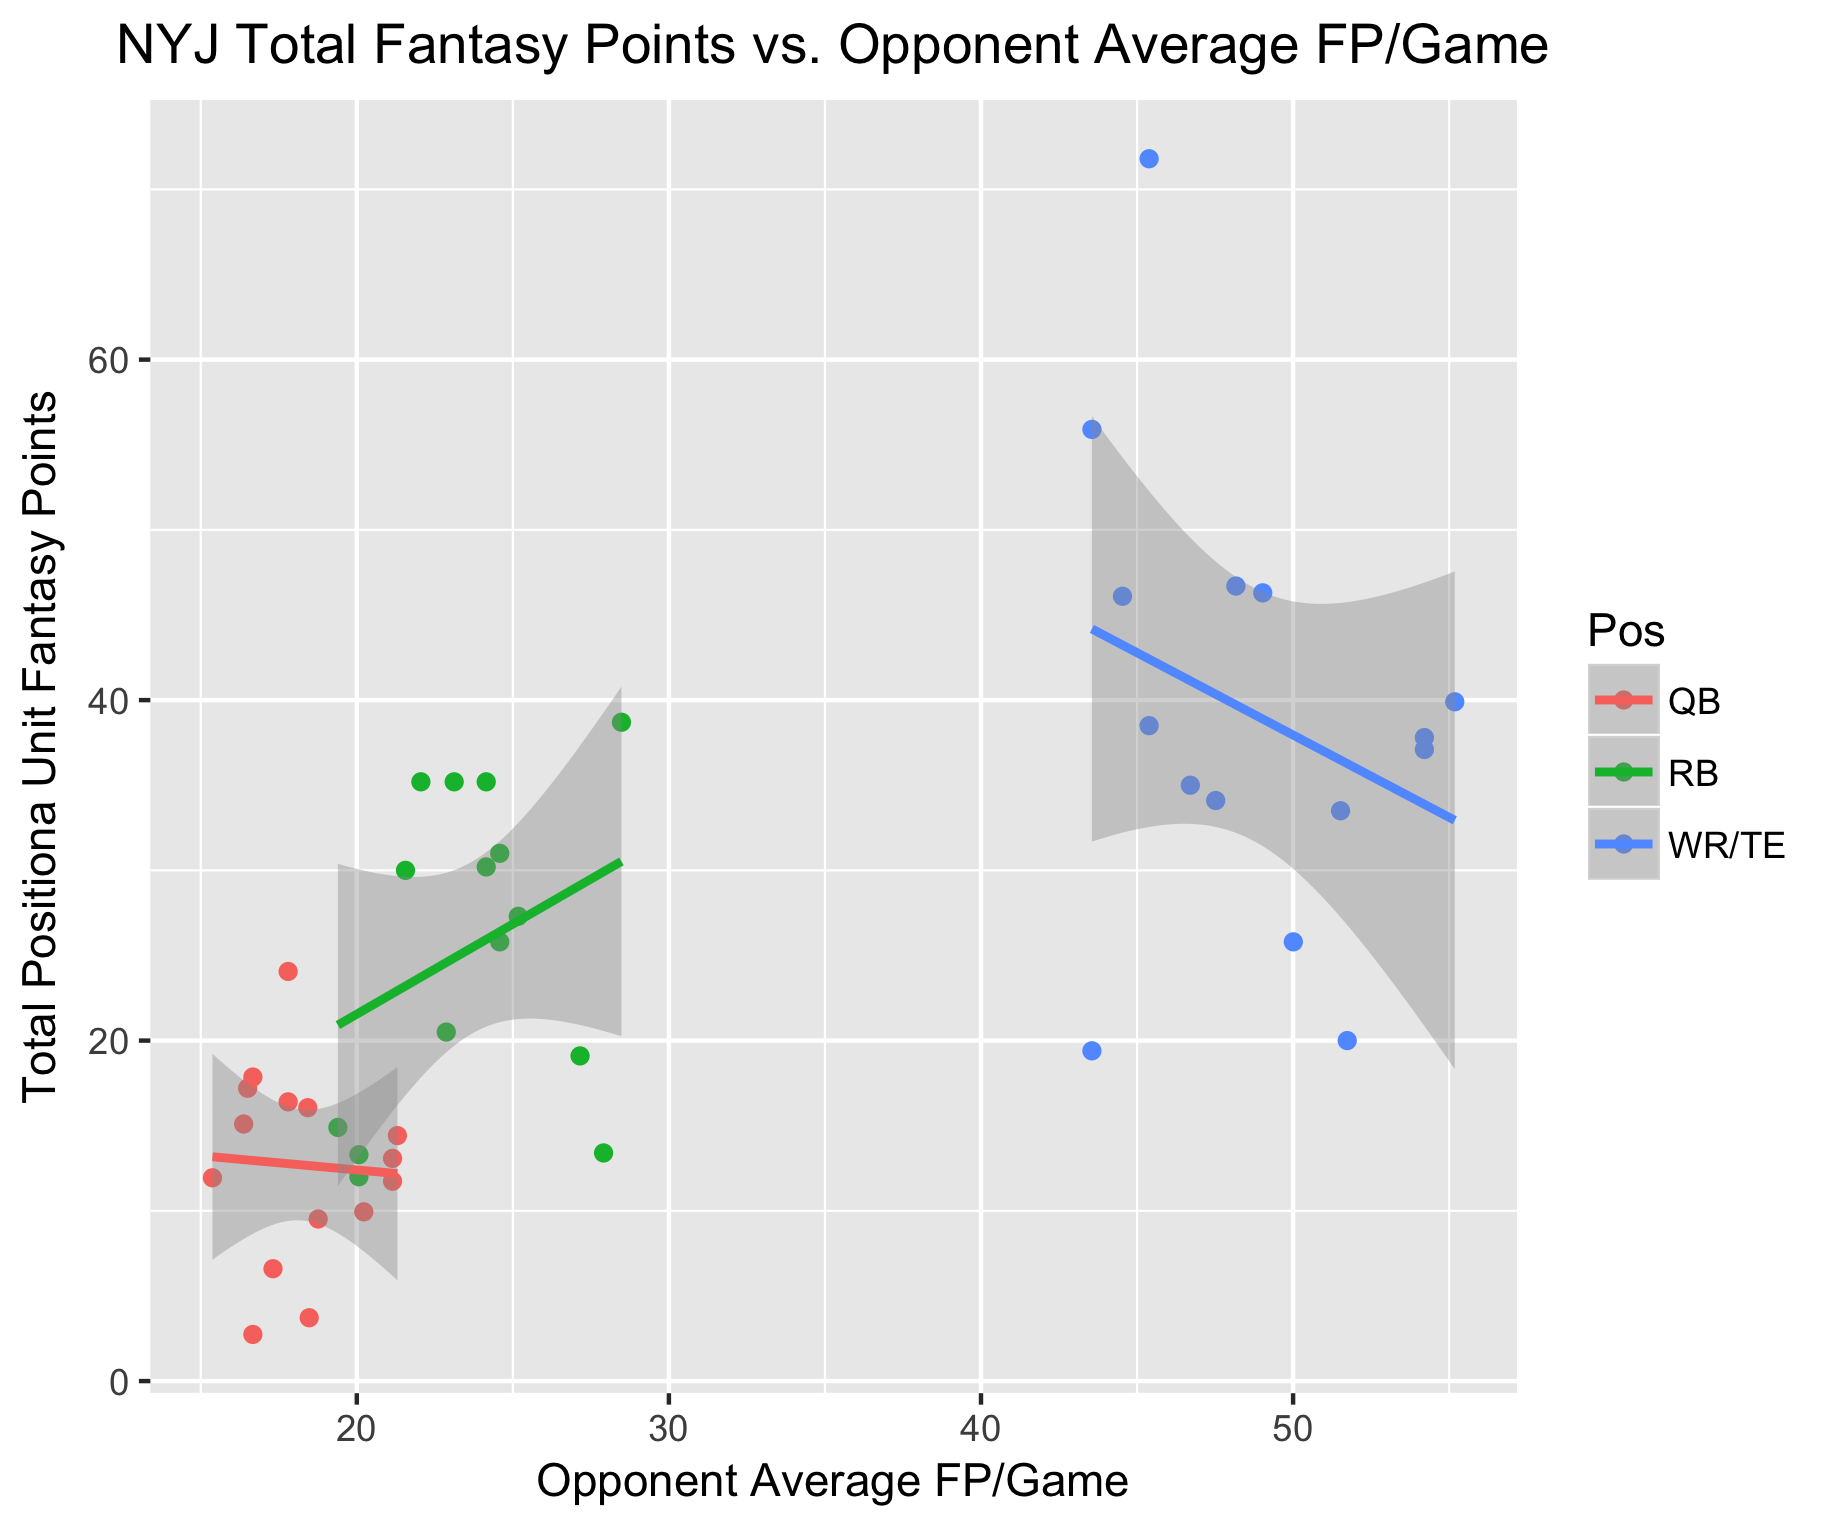 NYJ Total Fantasy Points vs. Opponent Average FP/Game
Total Positiona Unit Fantasy Points
60
40
20
0
20 30 40 50
Opponent Average FP/Game
Pos
QB
RB
WR/TE